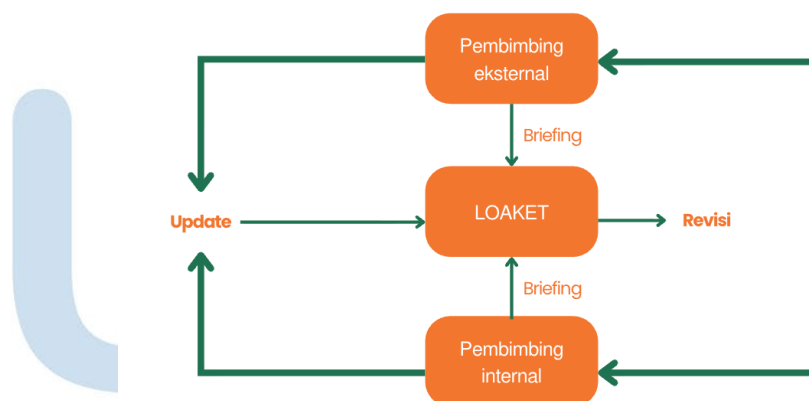 Pembimbing
eksternal
Briefing
Update
LOAKET
Revisi
Briefing
Pembimbing
internal